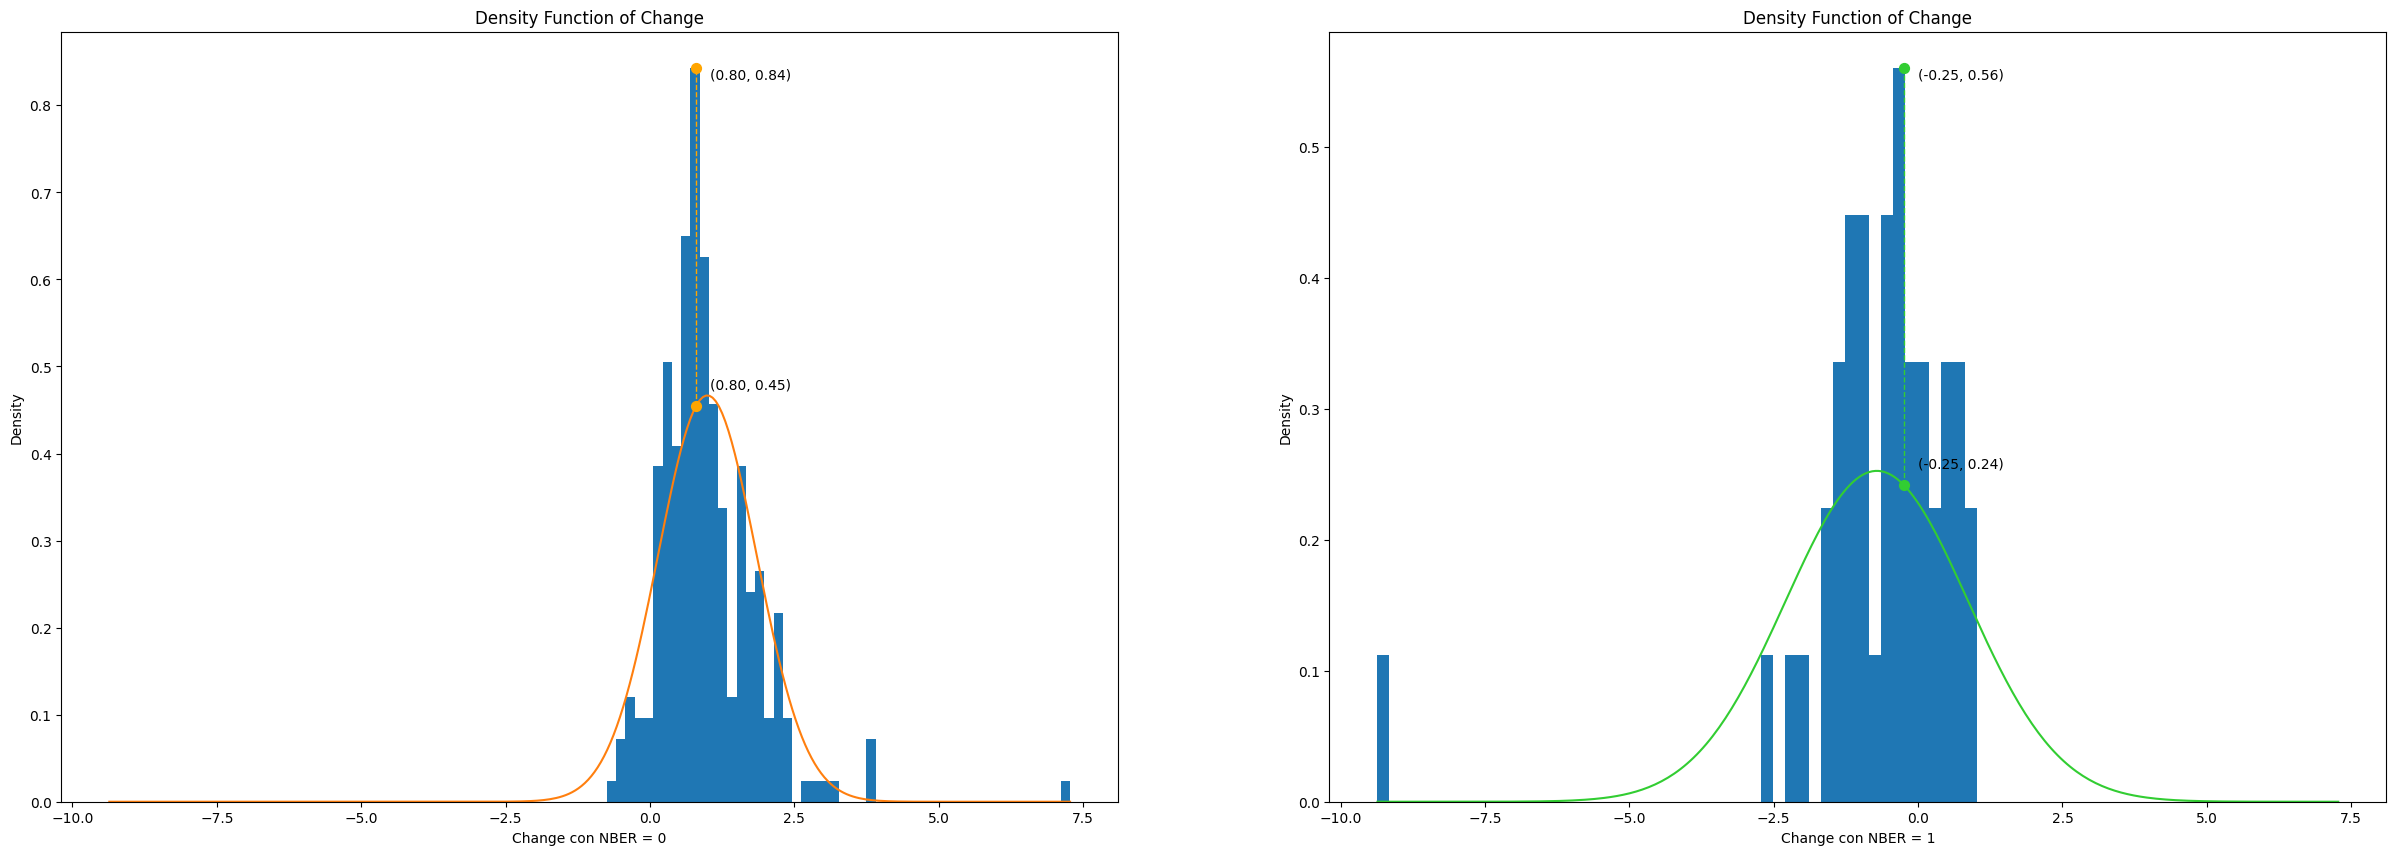 Density Function of Change
(0.80, 0.84)
(0.80, 0.45)
0.8
0.7
0.6
0.5
0.4
0.3
0.2
0.1
0.0
Density
−10.0 −7.5 −5.0 −2.5 0.0 2.5 5.0 7.5
Change con NBER = 0
Density Function of Change
(-0.25, 0.56)
(-0.25, 0.24)
0.5
0.4
0.3
0.2
0.1
0.0
Density
−10.0 −7.5 −5.0 −2.5 0.0 2.5 5.0 7.5
Change con NBER = 1